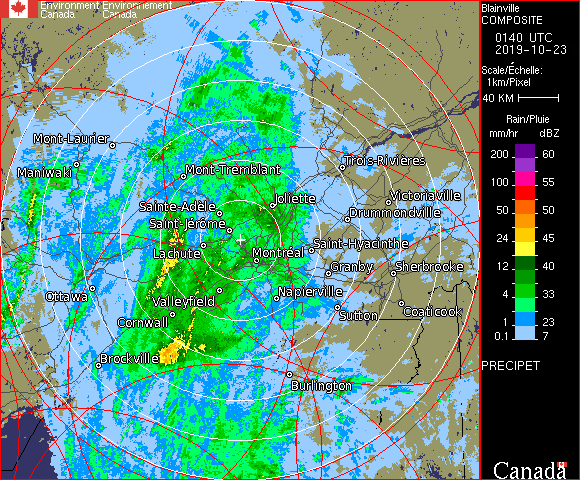 Environment Environnement
Canada Canada
Blainville
COMPOSITE
0140 UTC
2019-10-23
Scale/Échelle:
1km/Pixel
40 KM
Rain/Pluie
mm/hr dBZ
200 60
100 55
50 50
24 45
12 40
4 33
1 23
0.1 7
PRECIPET
Mont-Laurier
Maniwaki
Mont-Tremblant
Trois-Rivières
Sainte-Adèle
Joliette
Victoriaville
Drummondville
Saint-Jérôme
Lachute
Montréal
Saint-Hyacinthe
Granby
Sherbrooke
Ottawa
Valleyfield
Napierville
Cornwall
Sutton
Coaticook
Brockville
Burlington
Canada